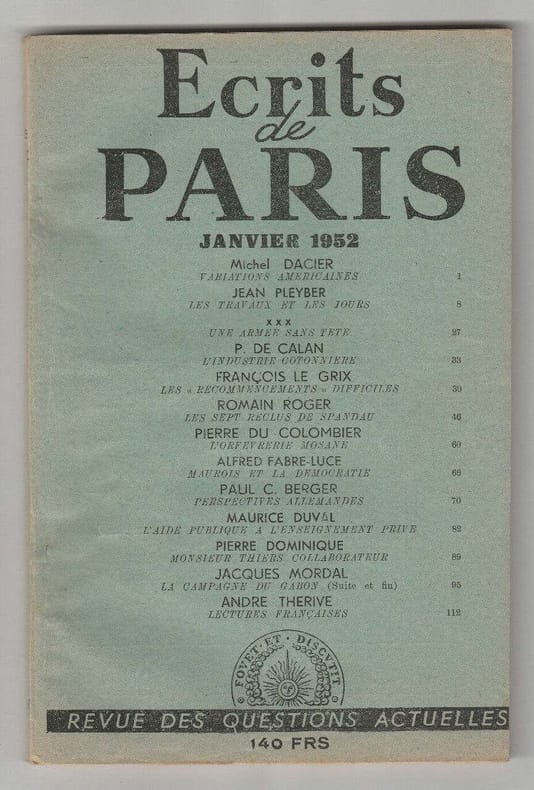 Ecrits
de
PARIS
JANVIER 1952
Michel DACIER
VARIATIONS AMERICAINES 1
JEAN PLEYBER
LES TRAVAUX ET LES JOURS 8
xxx
UNE ARMEE SANS TETE 27
P. DE CALAN
L'INDUSTRIE COTONNIERE 33
FRANÇOIS LE GRIX
LES « RECOMMENCEMENTS » DIFFICILES 39
ROMAIN ROGER
LES SEPT RECLUS DE SPANDAU 46
PIERRE DU COLOMBIER
L'ORFEVRERIE MOSANE 60
ALFRED FABRE-LUCE
MAUROIS ET LA DEMOCRATIE 68
PAUL C. BERGER
PERSPECTIVES ALLEMANDES 70
MAURICE DUVAL
L'AIDE PUBLIQUE A L'ENSEIGNEMENT PRIVE 82
PIERRE DOMINIQUE
MONSIEUR THIERS COLLABORATEUR 89
JACQUES MORDAL
LA CAMPAGNE DU GABON (Suite et fin) 95
ANDRE THERIVE
LECTURES FRANÇAISES 112
FOVET · ET · DISCVTIT
REVUE DES QUESTIONS ACTUELLES
140 FRS